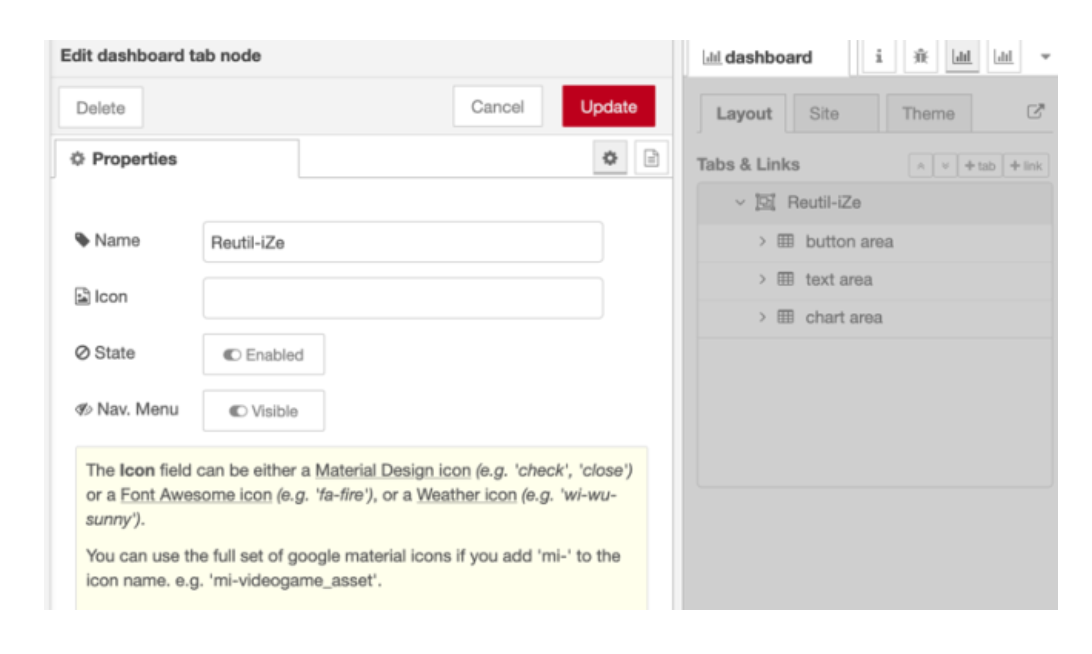 Edit dashboard tab node
Delete
Cancel
Update
Properties
Name
Reutil-iZe
Icon
State
Enabled
Nav. Menu
Visible
The Icon field can be either a Material Design icon (e.g. 'check', 'close')
or a Font Awesome icon (e.g. 'fa-fire'), or a Weather icon (e.g. 'wi-wu-
sunny').
You can use the full set of google material icons if you add 'mi-' to the
icon name. e.g. 'mi-videogame_asset'.
dashboard
i
Layout
Site
Theme
Tabs & Links
+ tab
+ link
Reutil-iZe
button area
text area
chart area